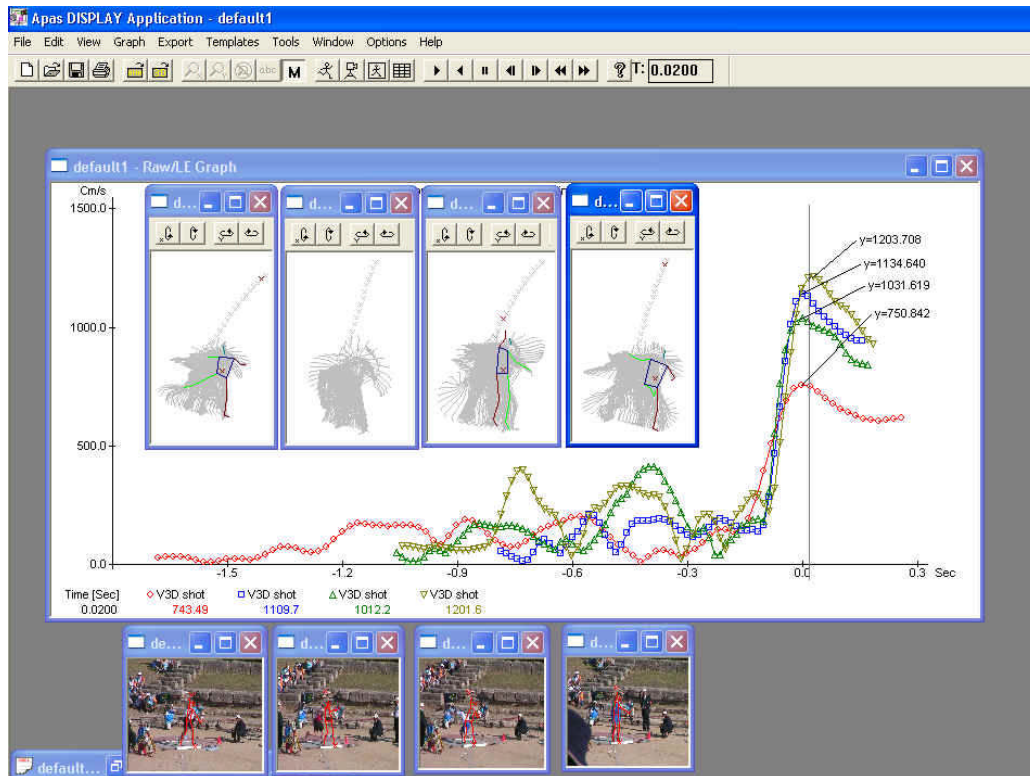 Apas DISPLAY Application - default1
File Edit View Graph Export Templates Tools Window Options Help
abc M T: 0.0200
default1 - Raw/LE Graph
d... d... d... d...
Cm/s
1500.0
1000.0
500.0
0.0
y=1203.708
y=1134.640
y=1031.619
y=750.842
-1.5 -1.2 -0.9 -0.6 -0.3 0.0 0.3 Sec
Time [Sec] V3D shot V3D shot V3D shot V3D shot
0.0200 743.49 1109.7 1012.2 1201.6
de... d... d... d...
default...